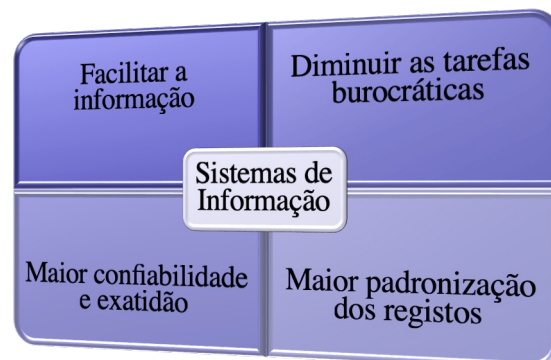 Facilitar a
informação
Diminuir as tarefas
burocráticas
Sistemas de
Informação
Maior confiabilidade
e exatidão
Maior padronização
dos registos